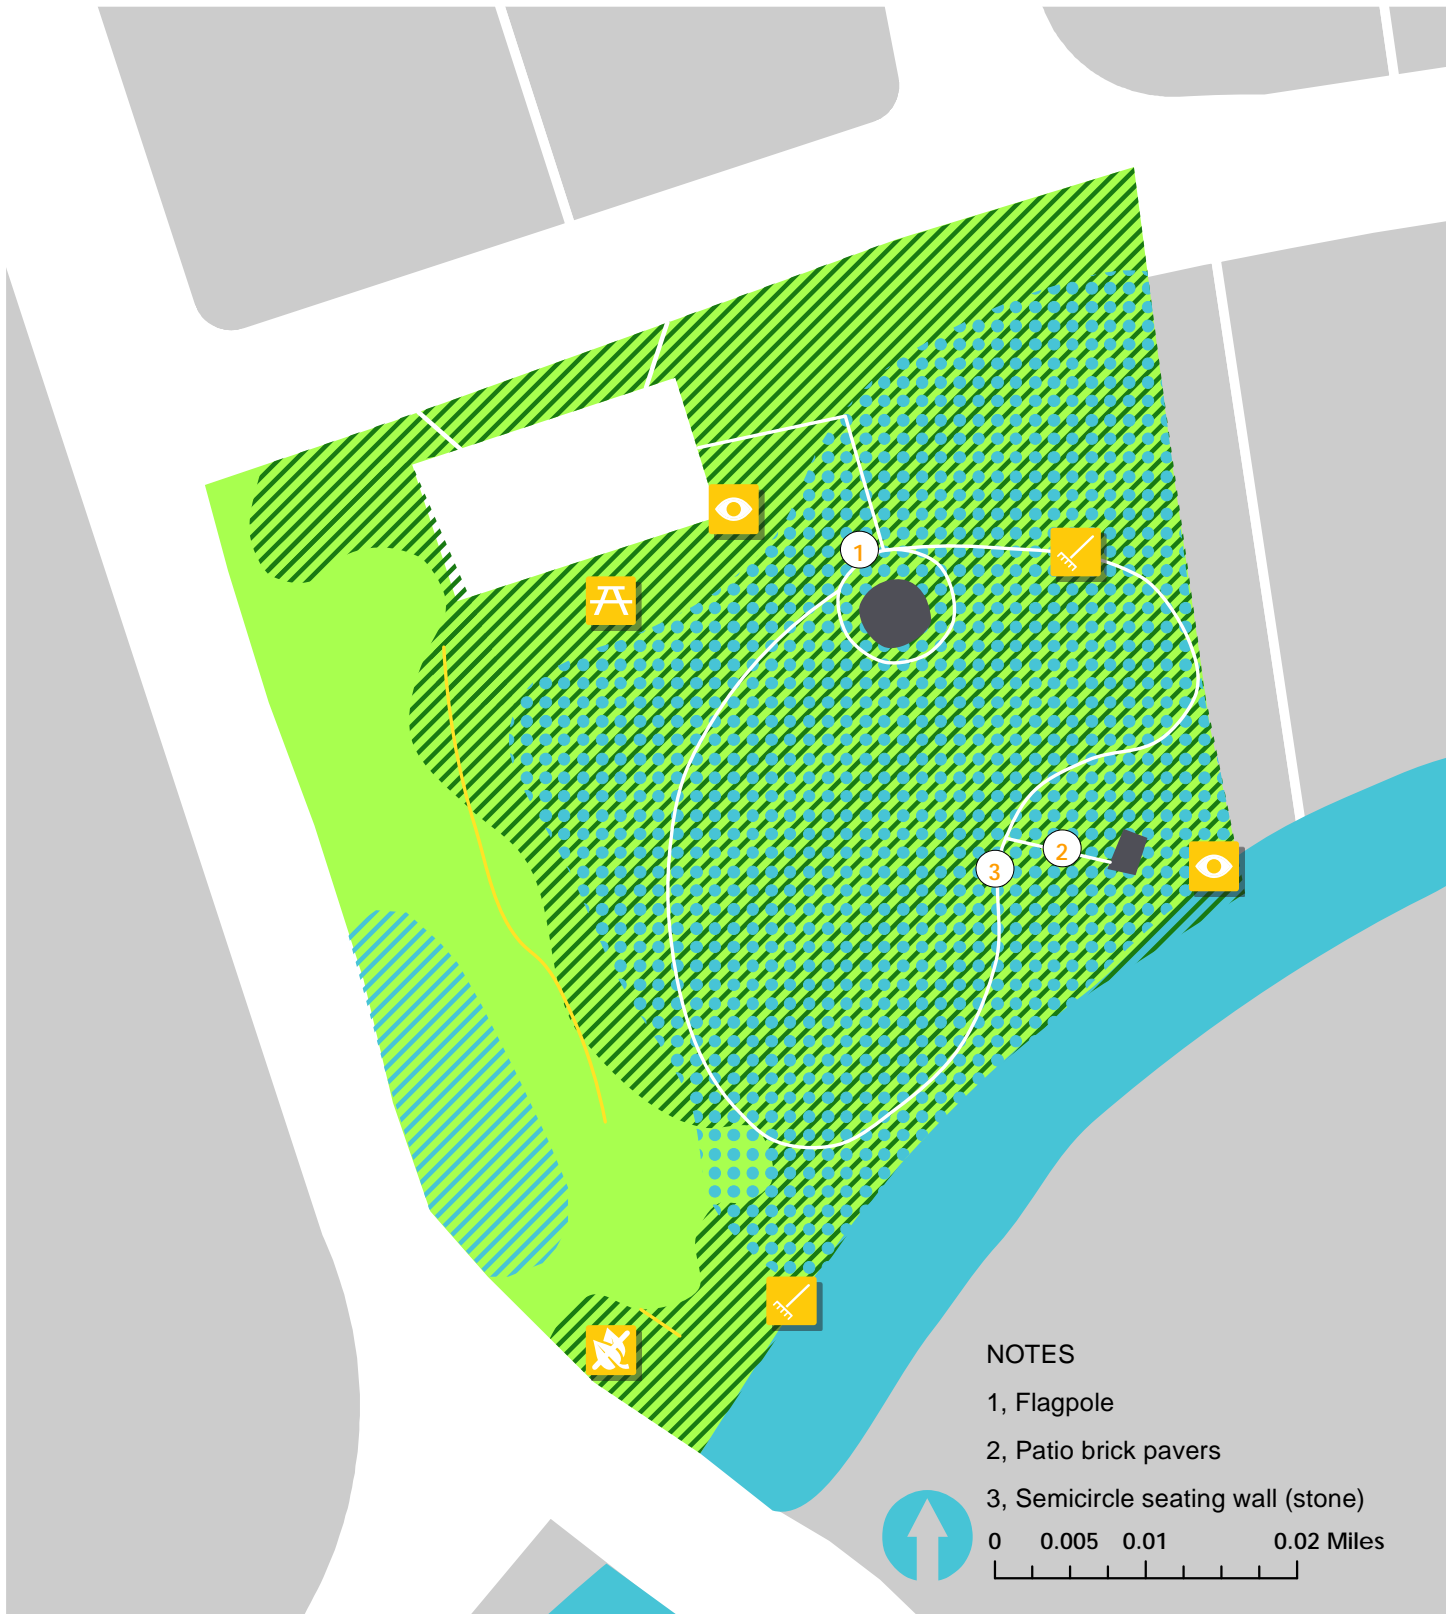 1
2
3
NOTES
1, Flagpole
2, Patio brick pavers
3, Semicircle seating wall (stone)
0 0.005 0.01 0.02 Miles